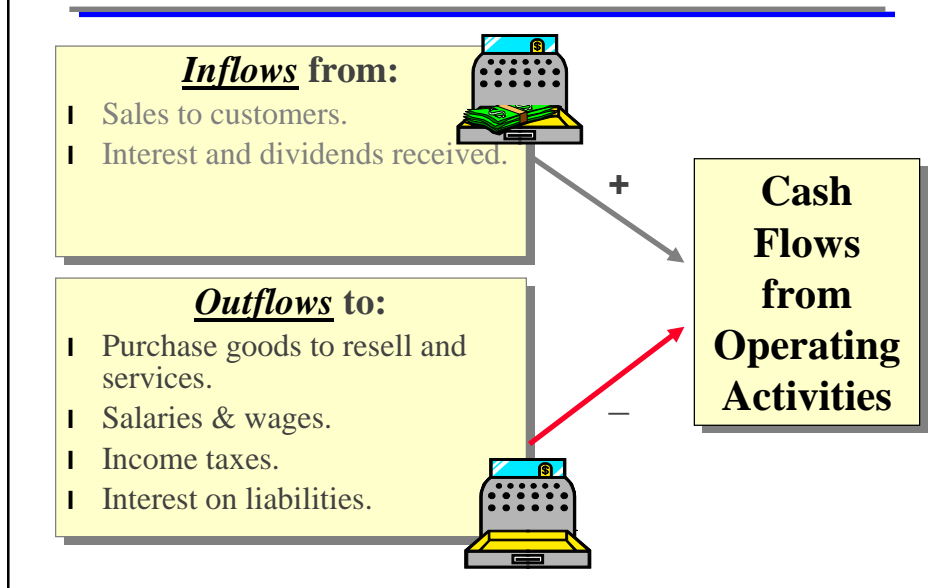 Inflows from:
l Sales to customers.
l Interest and dividends received.
+
Cash
Flows
from
Operating
Activities
Outflows to:
l Purchase goods to resell and
services.
l Salaries & wages.
l Income taxes.
l Interest on liabilities.
–
$
$